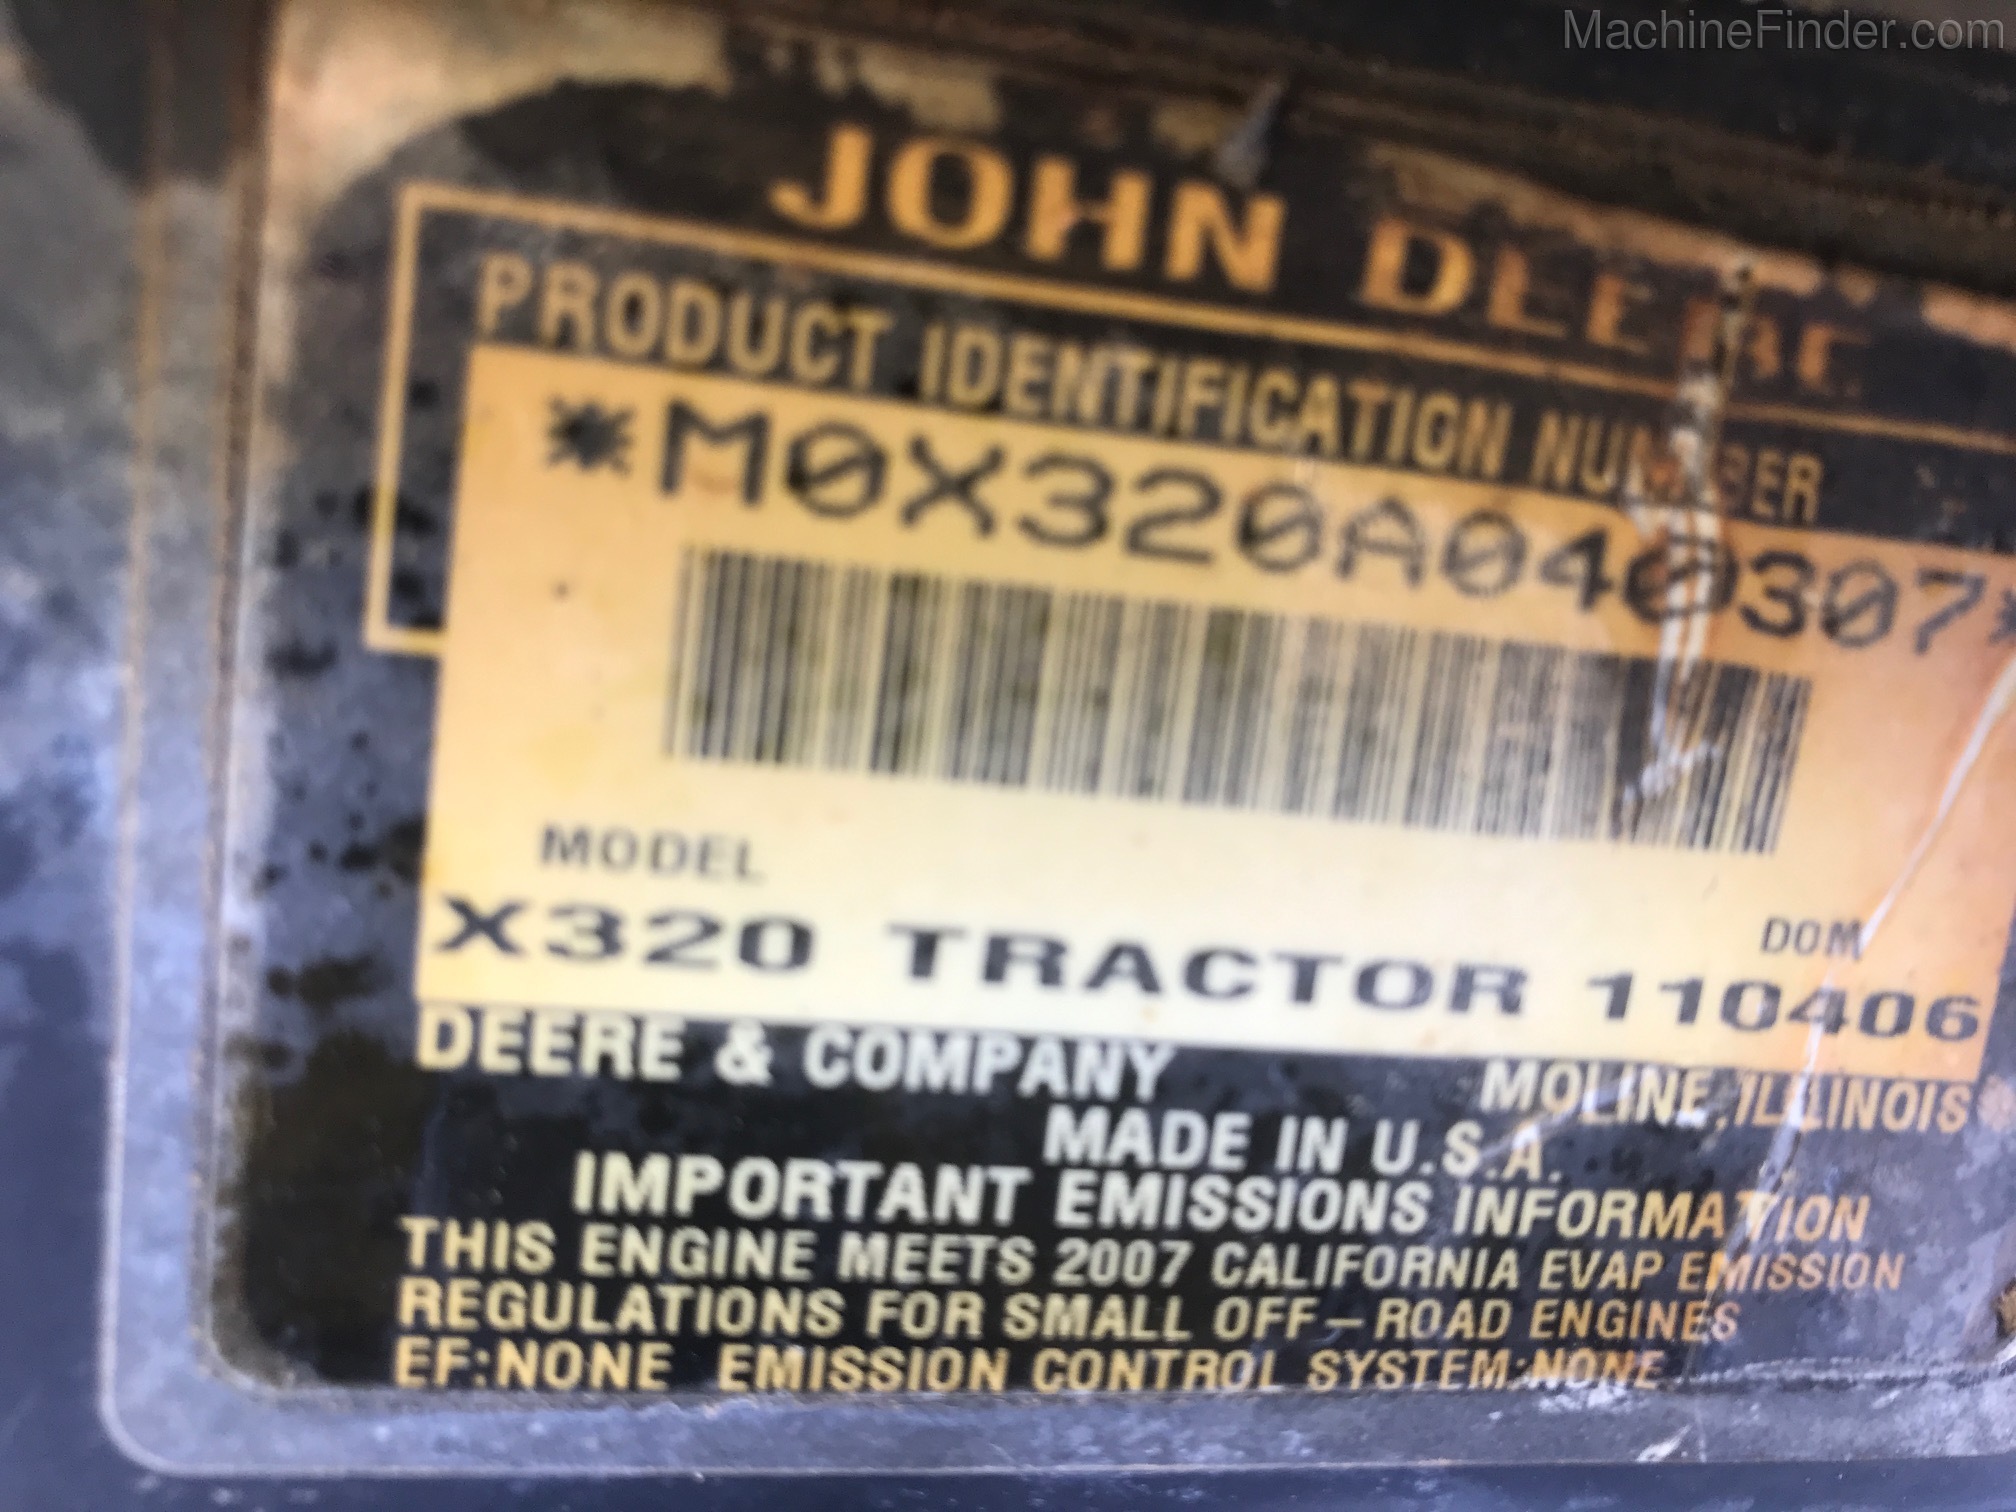 MachineFinder.com
JOHN DEERE
PRODUCT IDENTIFICATION NUMBER
*M0X320A040307*
MODEL
DOM
X320 TRACTOR 110406
DEERE & COMPANY MOLINE, ILLINOIS
MADE IN U.S.A.
IMPORTANT EMISSIONS INFORMATION
THIS ENGINE MEETS 2007 CALIFORNIA EVAP EMISSION
REGULATIONS FOR SMALL OFF-ROAD ENGINES
EF:NONE EMISSION CONTROL SYSTEM:NONE